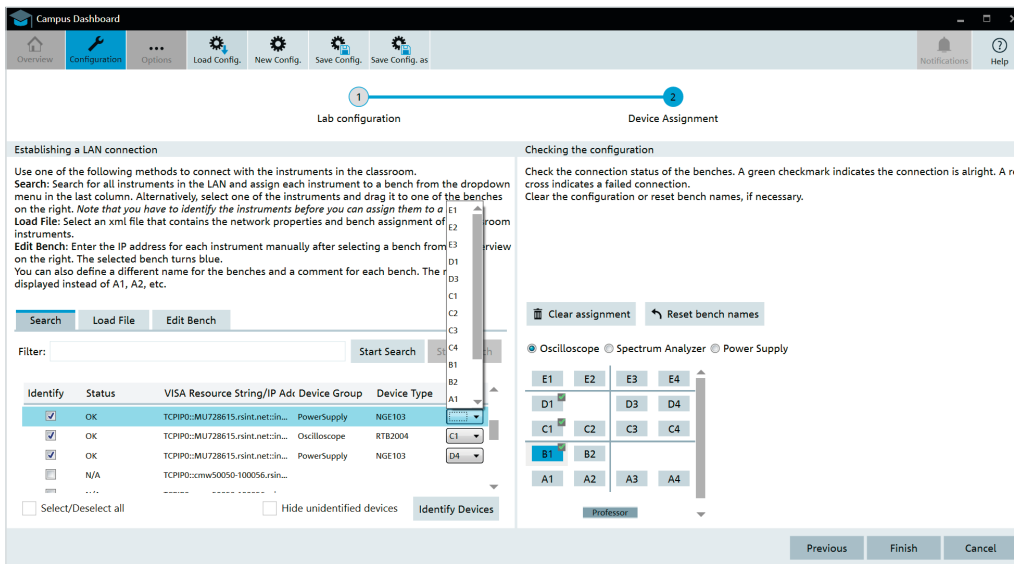 Campus Dashboard
Overview
Configuration
Options
Load Config.
New Config.
Save Config.
Save Config. as
Notifications
Help
1
2
Lab configuration
Device Assignment
Establishing a LAN connection
Use one of the following methods to connect with the instruments in the classroom.
Search: Search for all instruments in the LAN and assign each instrument to a bench from the dropdown
menu in the last column. Alternatively, select one of the instruments and drag it to one of the benches
on the right. Note that you have to identify the instruments before you can assign them to a
Load File: Select an xml file that contains the network properties and bench assignment of room
instruments.
Edit Bench: Enter the IP address for each instrument manually after selecting a bench from rview
on the right. The selected bench turns blue.
You can also define a different name for the benches and a comment for each bench. The
displayed instead of A1, A2, etc.
E1
E2
E3
D1
D3
C1
C2
C3
C4
B1
B2
A1
Search
Load File
Edit Bench
Filter:
Start Search
Identify
Status
VISA Resource String/IP Adc
Device Group
Device Type
OK TCPIP0::MU728615.rsint.net::in... PowerSupply NGE103
OK TCPIP0::MU728615.rsint.net::in... Oscilloscope RTB2004 C1
OK TCPIP0::MU728615.rsint.net::in... PowerSupply NGE103 D4
N/A TCPIP0::cmw50050-100056.rsin...
Select/Deselect all
Hide unidentified devices
Identify Devices
Checking the configuration
Check the connection status of the benches. A green checkmark indicates the connection is alright. A r
cross indicates a failed connection.
Clear the configuration or reset bench names, if necessary.
Clear assignment
Reset bench names
Oscilloscope
Spectrum Analyzer
Power Supply
E1 E2 E3 E4
D1 D3 D4
C1 C2 C3 C4
B1 B2
A1 A2 A3 A4
Professor
Previous
Finish
Cancel